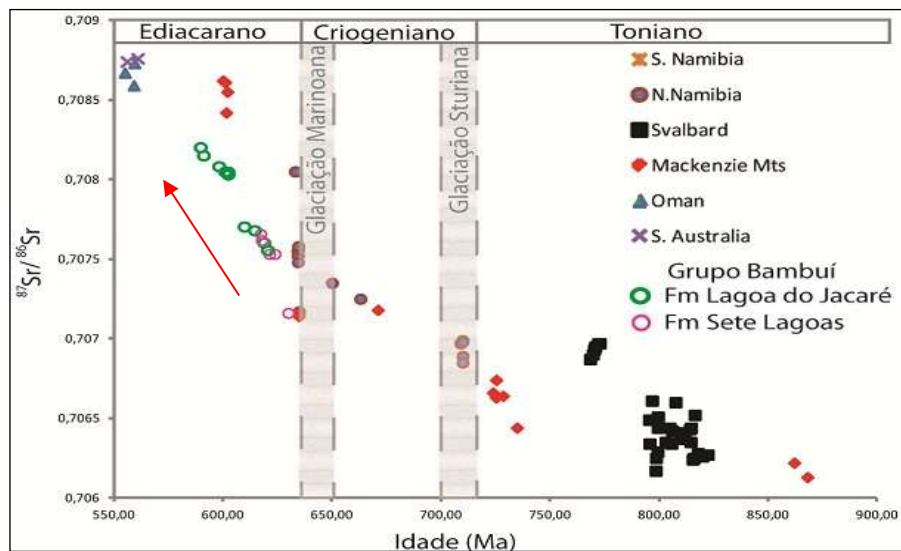 Ediacarano Criogeniano Toniano
0,709
0,7085
0,708
0,7075
0,707
0,7065
0,706
⁸⁷Sr/ ⁸⁶Sr
Glaciação Marinoana
Glaciação Sturiana
S. Namibia
N.Namibia
Svalbard
Mackenzie Mts
Oman
S. Australia
Grupo Bambuí
Fm Lagoa do Jacaré
Fm Sete Lagoas
550,00 600,00 650,00 700,00 750,00 800,00 850,00 900,00
Idade (Ma)